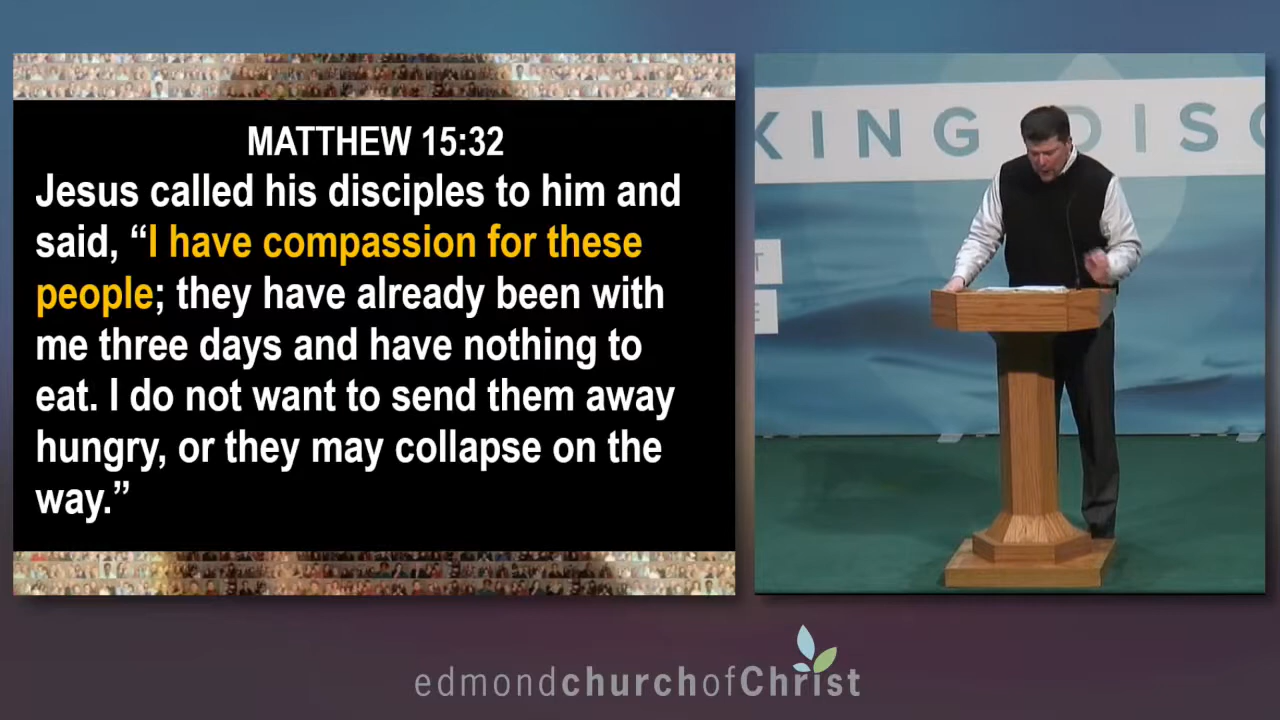 MATTHEW 15:32
Jesus called his disciples to him and
said, “I have compassion for these
people; they have already been with
me three days and have nothing to
eat. I do not want to send them away
hungry, or they may collapse on the
way.”
KING DISC
T
E
edmondchurchofChrist